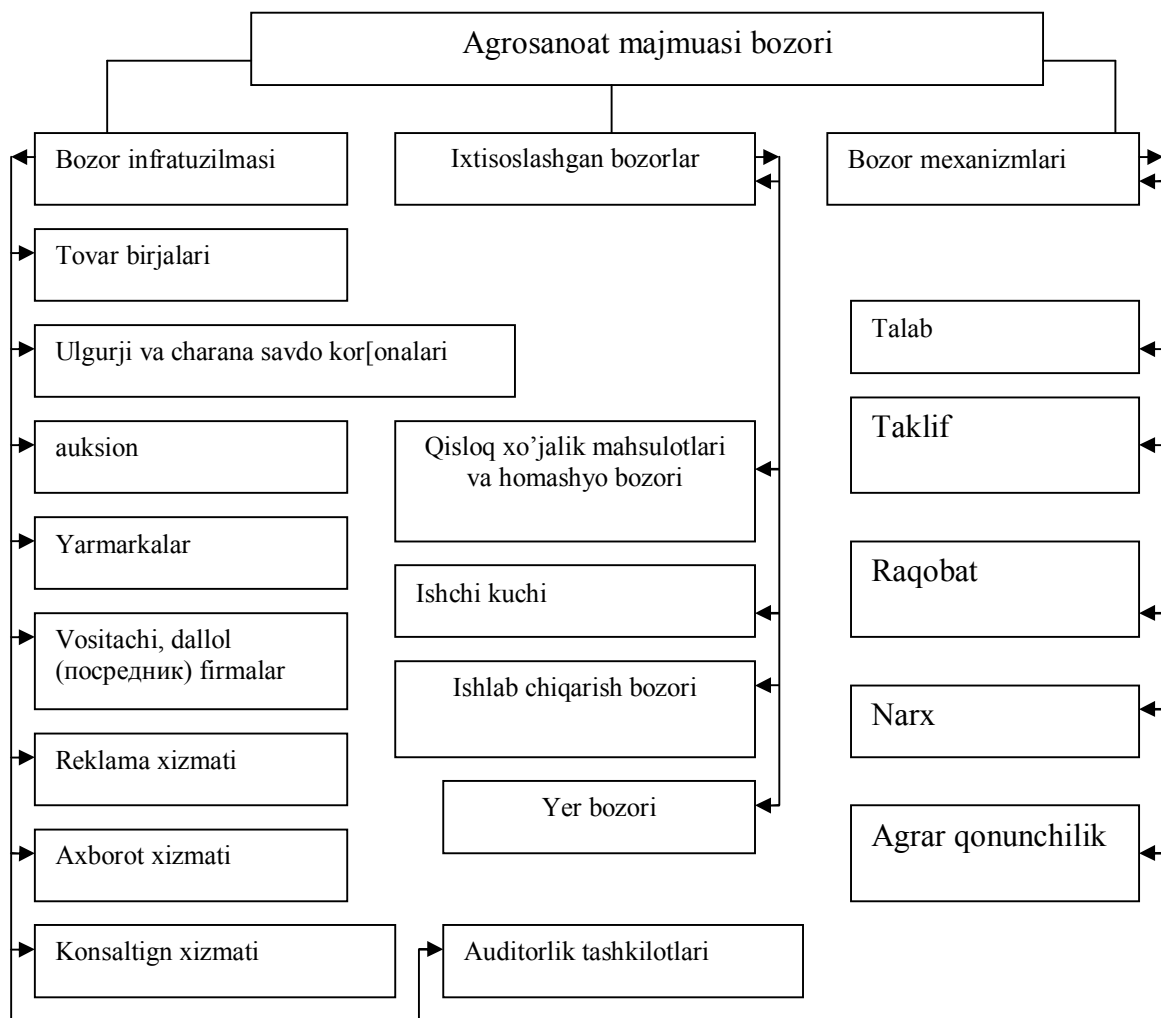 Agrosanoat majmuasi bozori
Bozor infratuzilmasi
Ixtisoslashgan bozorlar
Bozor mexanizmlari
Tovar birjalari
Ulgurji va charana savdo kor[onalari
auksion
Yarmarkalar
Vositachi, dallol
(посредник) firmalar
Reklama xizmati
Axborot xizmati
Konsaltign xizmati
Auditorlik tashkilotlari
Qisloq xo’jalik mahsulotlari
va homashyo bozori
Ishchi kuchi
Ishlab chiqarish bozori
Yer bozori
Talab
Taklif
Raqobat
Narx
Agrar qonunchilik